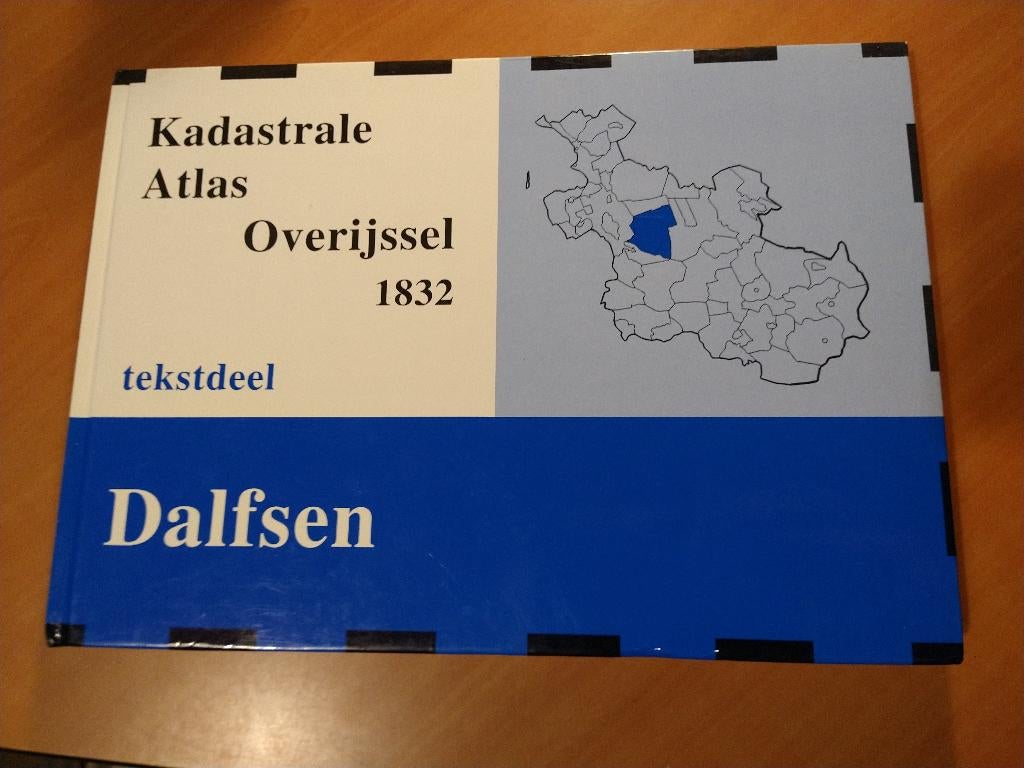 Kadastrale
Atlas
Overijssel
1832
tekstdeel
Dalfsen